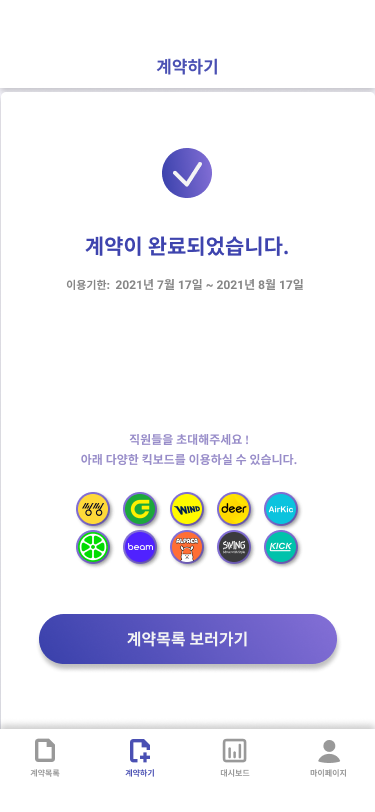 계약하기
계약이 완료되었습니다.
이용기한: 2021년 7월 17일 ~ 2021년 8월 17일
직원들을 초대해주세요 !
아래 다양한 킥보드를 이용하실 수 있습니다.
WIND deer AirKic
beam ALPACA SWING KICK
계약목록 보러가기
계약목록 계약하기 대시보드 마이페이지